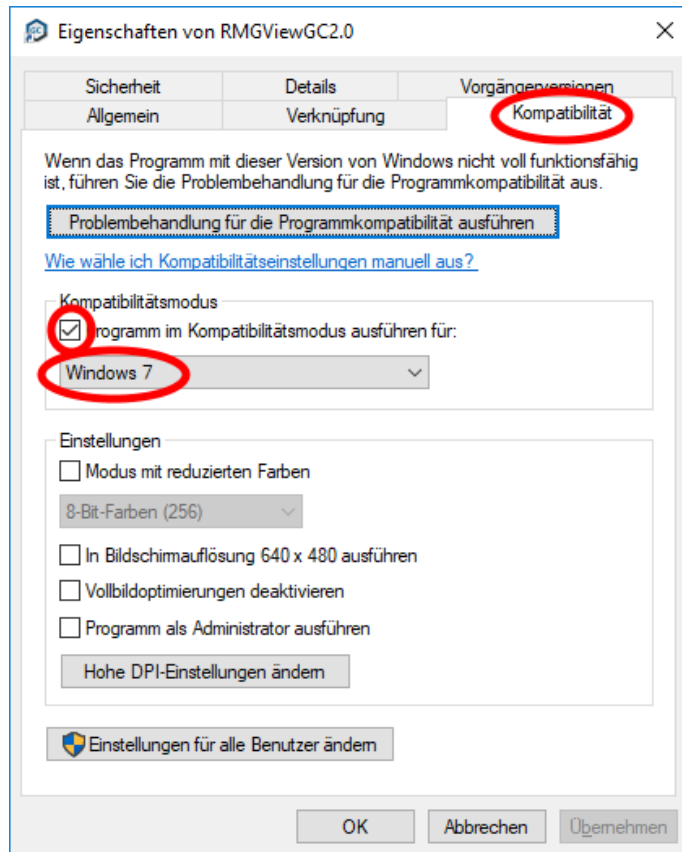 Eigenschaften von RMGViewGC2.0
Sicherheit
Details
Vorgängerversionen
Allgemein
Verknüpfung
Kompatibilität
Wenn das Programm mit dieser Version von Windows nicht voll funktionsfähig
ist, führen Sie die Problembehandlung für die Programmkompatibilität aus.
Problembehandlung für die Programmkompatibilität ausführen
Wie wähle ich Kompatibilitätseinstellungen manuell aus?
Kompatibilitätsmodus
Programm im Kompatibilitätsmodus ausführen für:
Windows 7
Einstellungen
Modus mit reduzierten Farben
8-Bit-Farben (256)
In Bildschirmauflösung 640 x 480 ausführen
Vollbildoptimierungen deaktivieren
Programm als Administrator ausführen
Hohe DPI-Einstellungen ändern
Einstellungen für alle Benutzer ändern
OK
Abbrechen
Übernehmen